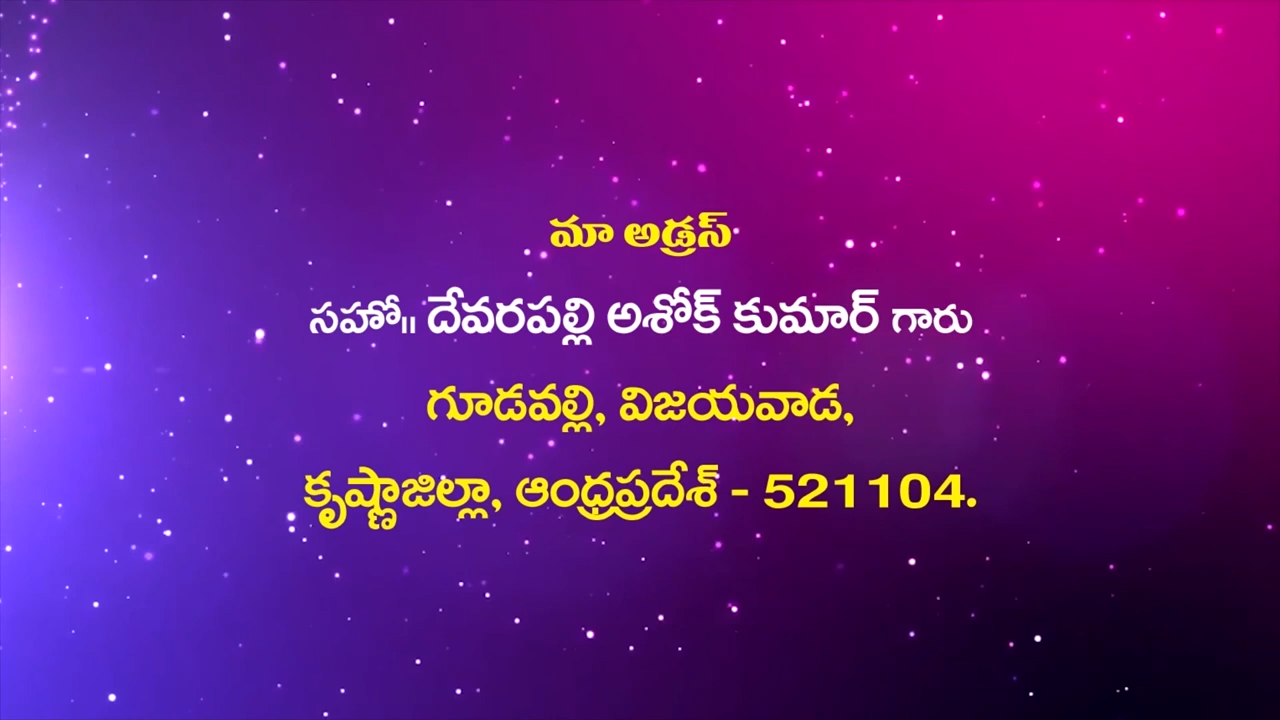 మా అడ్రస్
సహో॥ దేవరపల్లి అశోక్ కుమార్ గారు
గూడవల్లి, విజయవాడ,
కృష్ణాజిల్లా, ఆంధ్రప్రదేశ్ - 521104.